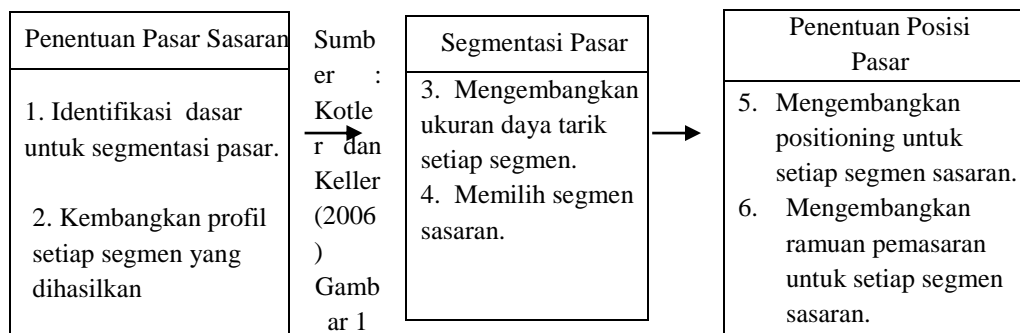 Penentuan Pasar Sasaran
1. Identifikasi dasar
untuk segmentasi pasar.
2. Kembangkan profil
setiap segmen yang
dihasilkan
Sumb
er :
Kotle
r dan
Keller
(2006
)
Gamb
ar 1
Segmentasi Pasar
3. Mengembangkan
ukuran daya tarik
setiap segmen.
4. Memilih segmen
sasaran.
Penentuan Posisi
Pasar
5. Mengembangkan
positioning untuk
setiap segmen sasaran.
6. Mengembangkan
ramuan pemasaran
untuk setiap segmen
sasaran.